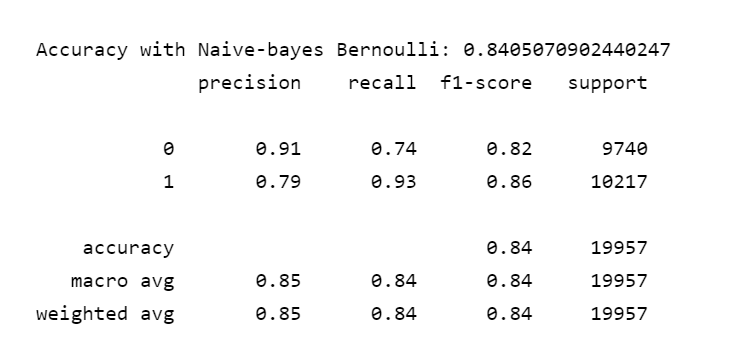 Accuracy with Naive-bayes Bernoulli: 0.8405070902440247
precision recall f1-score support
0 0.91 0.74 0.82 9740
1 0.79 0.93 0.86 10217
accuracy 0.84 19957
macro avg 0.85 0.84 0.84 19957
weighted avg 0.85 0.84 0.84 19957